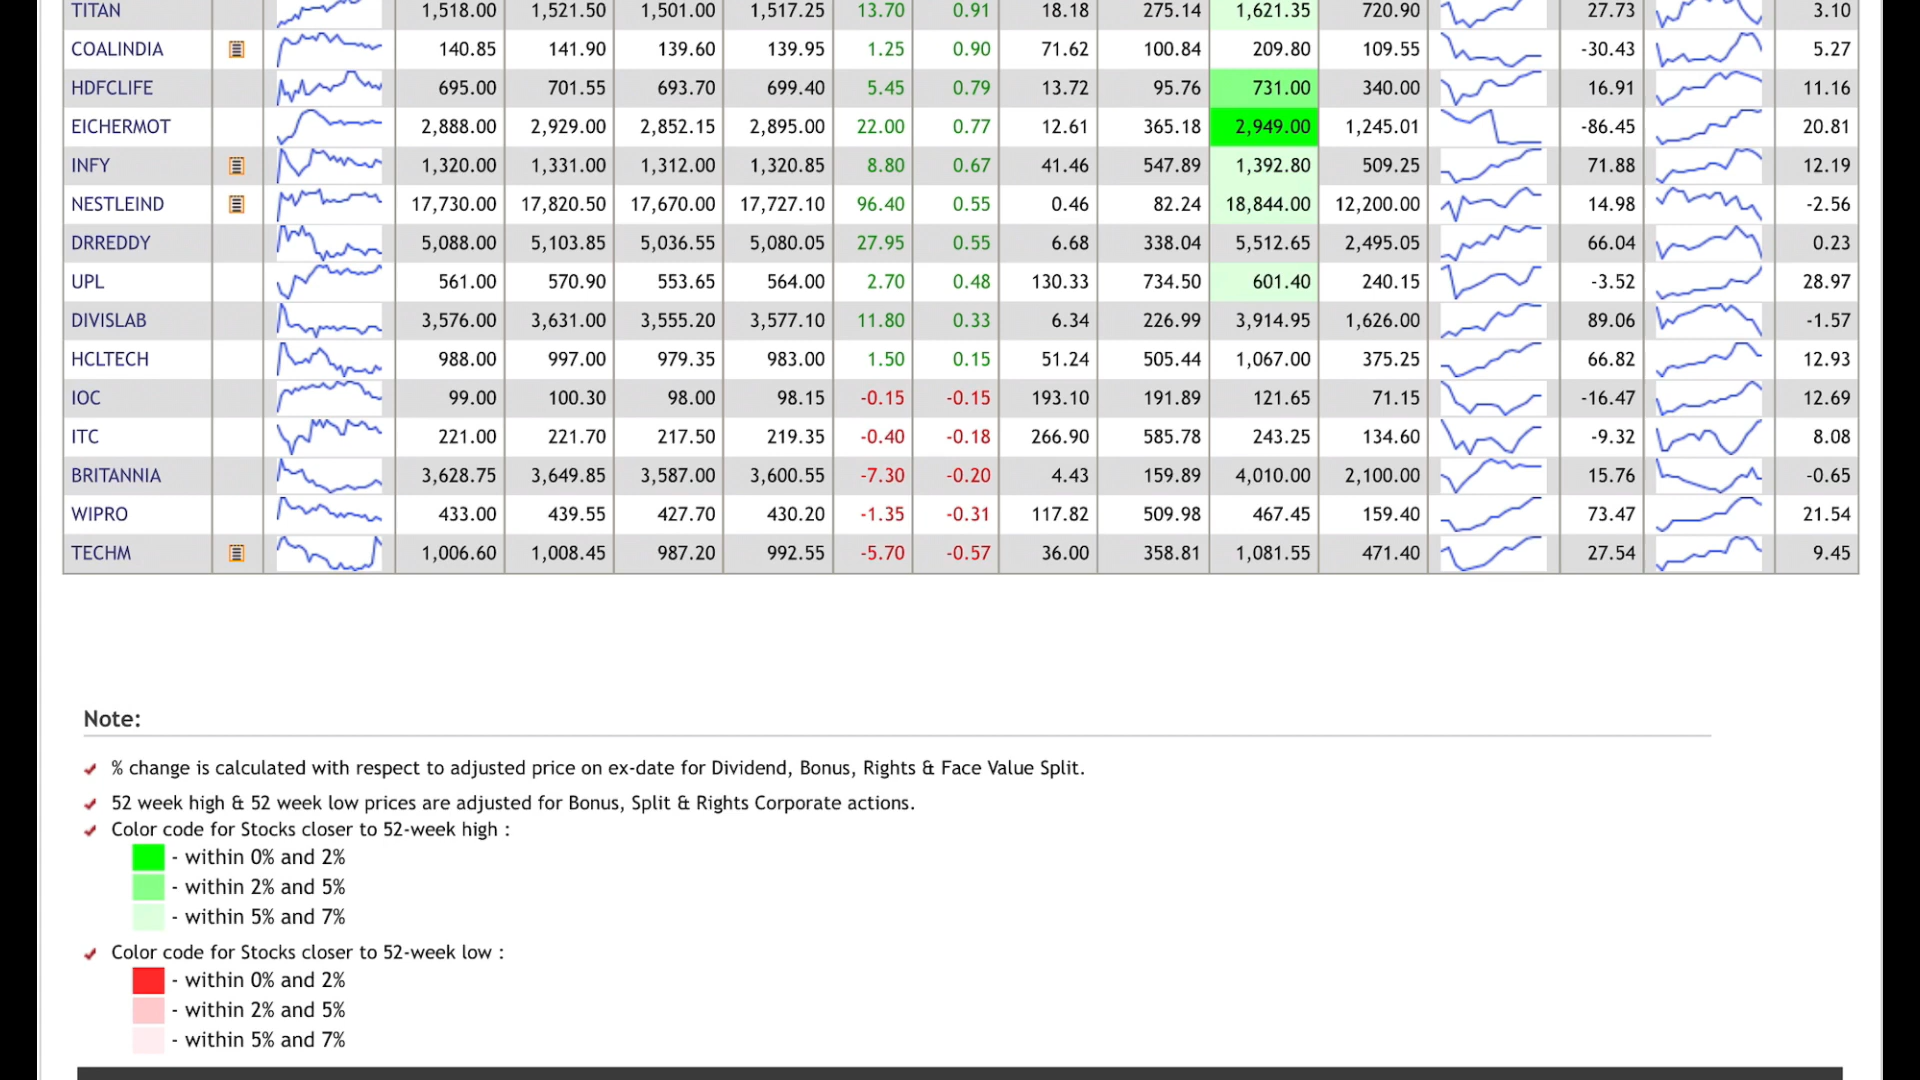 TITAN 1,518.00 1,521.50 1,501.00 1,517.25 13.70 0.91 18.18 275.14 1,621.35 720.90 27.73 3.10
COALINDIA 140.85 141.90 139.60 139.95 1.25 0.90 71.62 100.84 209.80 109.55 -30.43 5.27
HDFCLIFE 695.00 701.55 693.70 699.40 5.45 0.79 13.72 95.76 731.00 340.00 16.91 11.16
EICHERMOT 2,888.00 2,929.00 2,852.15 2,895.00 22.00 0.77 12.61 365.18 2,949.00 1,245.01 -86.45 20.81
INFY 1,320.00 1,331.00 1,312.00 1,320.85 8.80 0.67 41.46 547.89 1,392.80 509.25 71.88 12.19
NESTLEIND 17,730.00 17,820.50 17,670.00 17,727.10 96.40 0.55 0.46 82.24 18,844.00 12,200.00 14.98 -2.56
DRREDDY 5,088.00 5,103.85 5,036.55 5,080.05 27.95 0.55 6.68 338.04 5,512.65 2,495.05 66.04 0.23
UPL 561.00 570.90 553.65 564.00 2.70 0.48 130.33 734.50 601.40 240.15 -3.52 28.97
DIVISLAB 3,576.00 3,631.00 3,555.20 3,577.10 11.80 0.33 6.34 226.99 3,914.95 1,626.00 89.06 -1.57
HCLTECH 988.00 997.00 979.35 983.00 1.50 0.15 51.24 505.44 1,067.00 375.25 66.82 12.93
IOC 99.00 100.30 98.00 98.15 -0.15 -0.15 193.10 191.89 121.65 71.15 -16.47 12.69
ITC 221.00 221.70 217.50 219.35 -0.40 -0.18 266.90 585.78 243.25 134.60 -9.32 8.08
BRITANNIA 3,628.75 3,649.85 3,587.00 3,600.55 -7.30 -0.20 4.43 159.89 4,010.00 2,100.00 15.76 -0.65
WIPRO 433.00 439.55 427.70 430.20 -1.35 -0.31 117.82 509.98 467.45 159.40 73.47 21.54
TECHM 1,006.60 1,008.45 987.20 992.55 -5.70 -0.57 36.00 358.81 1,081.55 471.40 27.54 9.45
Note:
% change is calculated with respect to adjusted price on ex-date for Dividend, Bonus, Rights & Face Value Split.
52 week high & 52 week low prices are adjusted for Bonus, Split & Rights Corporate actions.
Color code for Stocks closer to 52-week high :
- within 0% and 2%
- within 2% and 5%
- within 5% and 7%
Color code for Stocks closer to 52-week low :
- within 0% and 2%
- within 2% and 5%
- within 5% and 7%